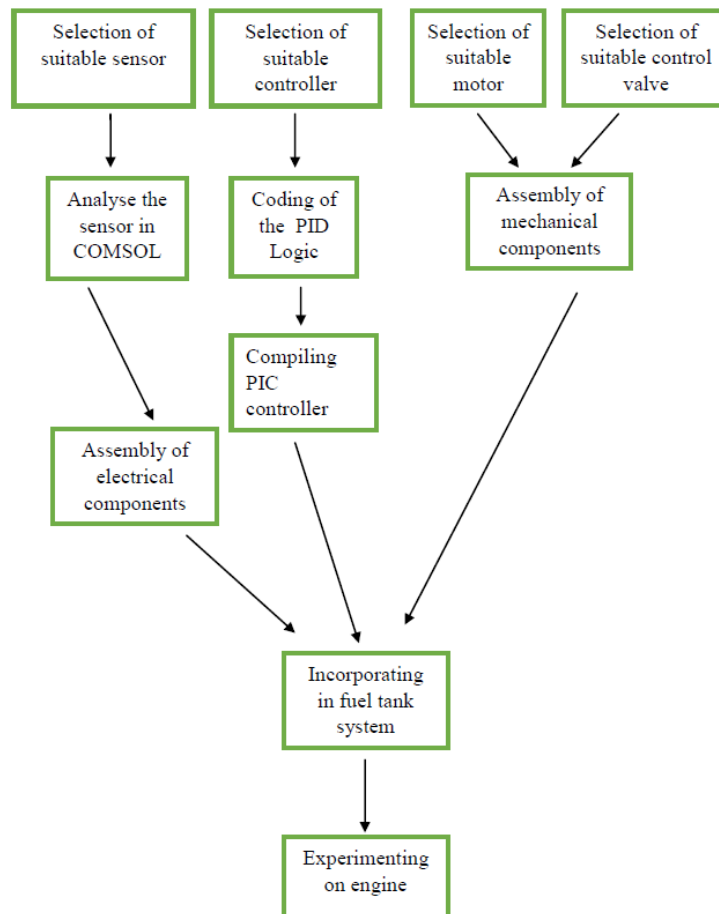 Selection of
suitable sensor
Selection of
suitable
controller
Selection of
suitable
motor
Selection of
suitable control
valve
Analyse the
sensor in
COMSOL
Coding of
the PID
Logic
Assembly of
mechanical
components
Compiling
PIC
controller
Assembly of
electrical
components
Incorporating
in fuel tank
system
Experimenting
on engine